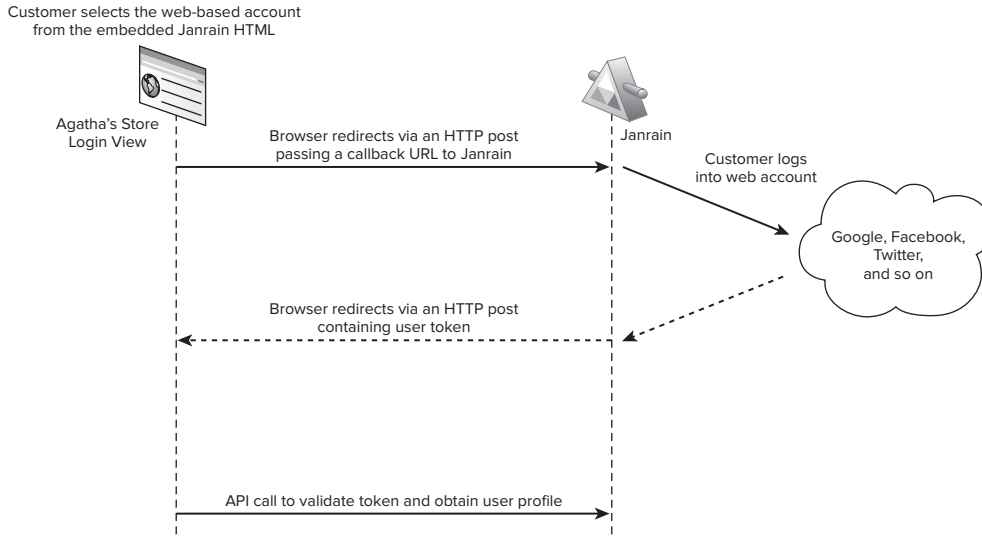 Customer selects the web-based account
from the embedded Janrain HTML
Agatha's Store
Login View
Janrain
Browser redirects via an HTTP post
passing a callback URL to Janrain
Customer logs
into web account
Google, Facebook,
Twitter,
and so on
Browser redirects via an HTTP post
containing user token
API call to validate token and obtain user profile